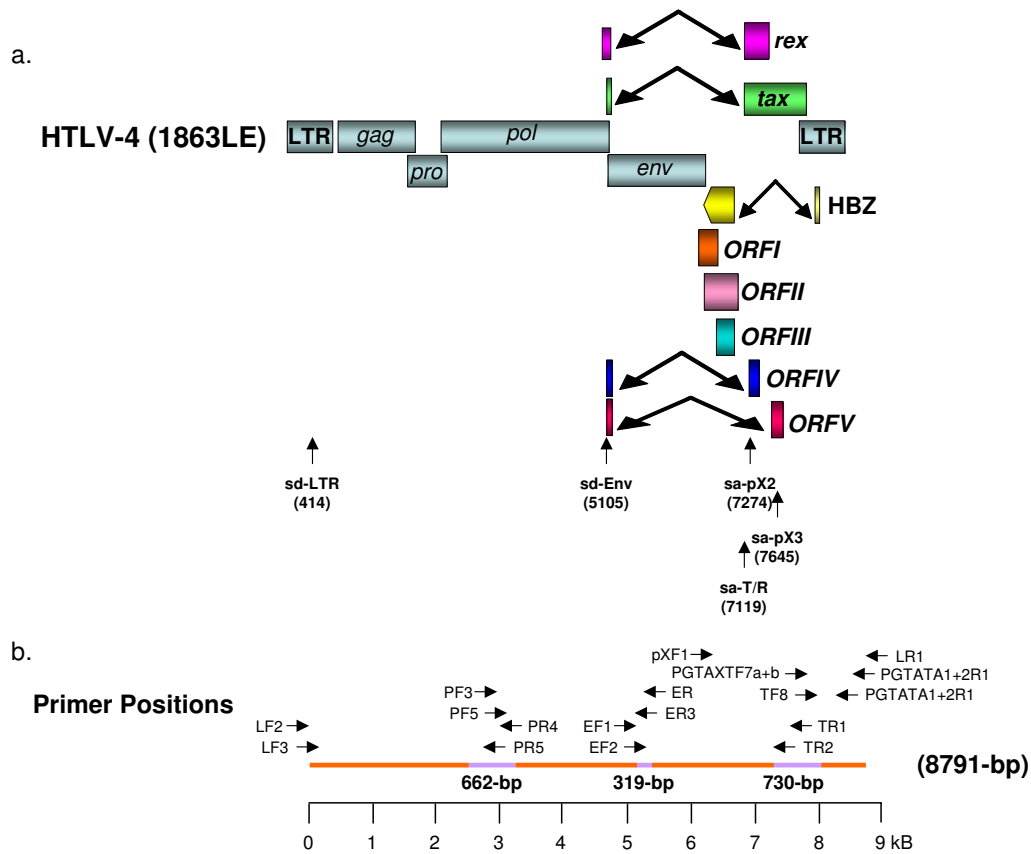 a.
rex
tax
HTLV-4 (1863LE)
LTR
gag
pol
LTR
pro
env
HBZ
ORFI
ORFII
ORFIII
ORFIV
ORFV
sd-LTR
(414)
sd-Env
(5105)
sa-pX2
(7274)
sa-pX3
(7645)
sa-T/R
(7119)
b.
Primer Positions
pXF1
LR1
PGTAXTF7a+b
PGTATA1+2R1
PF3
ER
TF8
PGTATA1+2R1
PF5
ER3
LF2
PR4
EF1
TR1
LF3
PR5
EF2
TR2
(8791-bp)
662-bp
319-bp
730-bp
0 1 2 3 4 5 6 7 8 9 kB